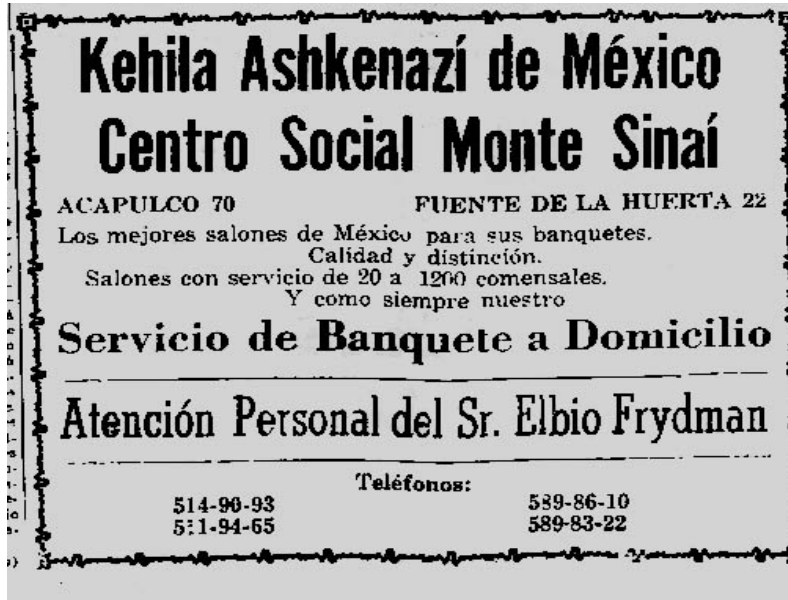 Kehila Ashkenazí de México
Centro Social Monte Sinaí
ACAPULCO 70 FUENTE DE LA HUERTA 22
Los mejores salones de México para sus banquetes.
Calidad y distinción.
Salones con servicio de 20 a 1200 comensales.
Y como siempre nuestro
Servicio de Banquete a Domicilio
Atención Personal del Sr. Elbio Frydman
Teléfonos:
514-90-93 589-86-10
589-83-22